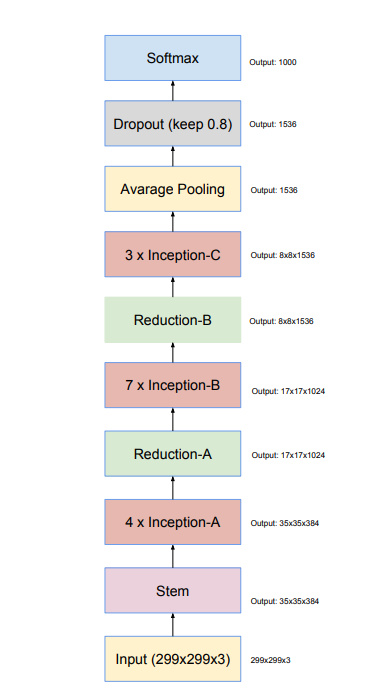 Softmax
Output: 1000
Dropout (keep 0.8)
Output: 1536
Avarage Pooling
Output: 1536
3 x Inception-C
Output: 8x8x1536
Reduction-B
Output: 8x8x1536
7 x Inception-B
Output: 17x17x1024
Reduction-A
Output: 17x17x1024
4 x Inception-A
Output: 35x35x384
Stem
Output: 35x35x384
Input (299x299x3)
299x299x3